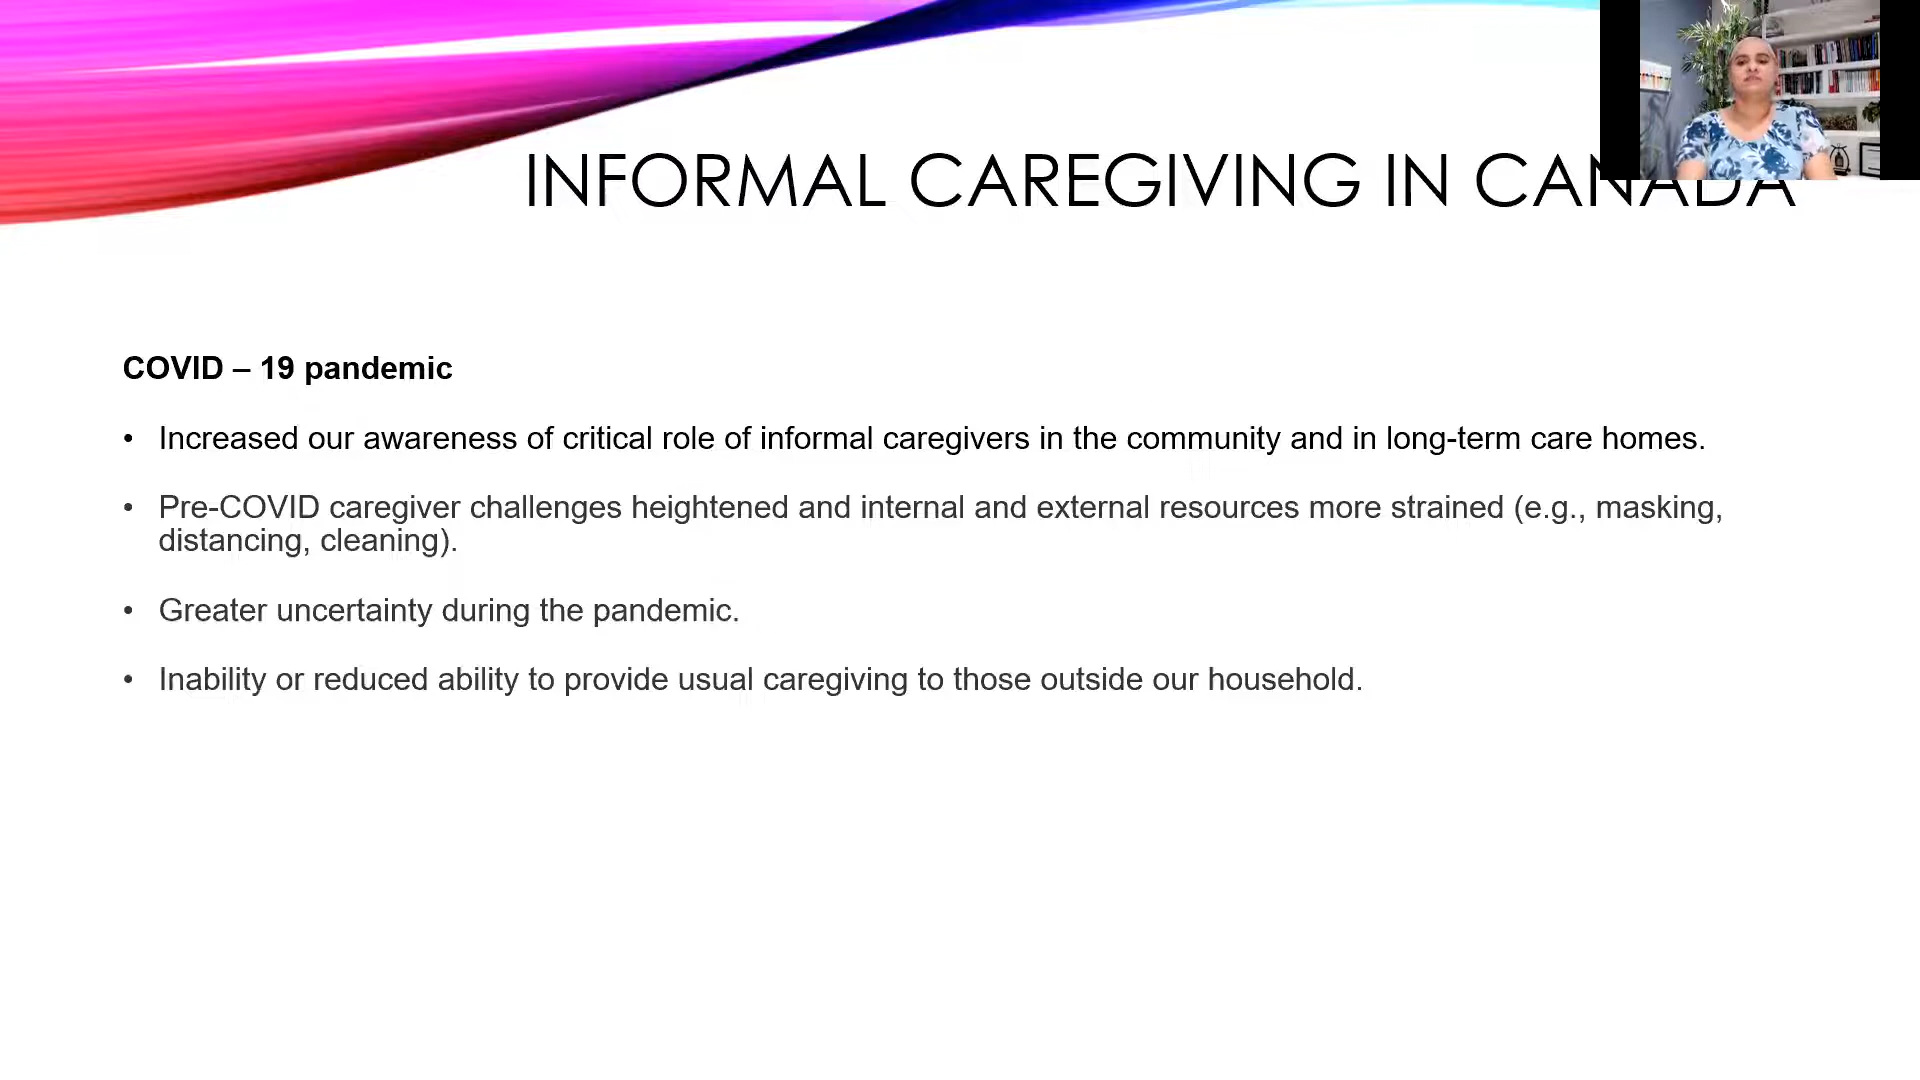 INFORMAL CAREGIVING IN CANADA
COVID – 19 pandemic
• Increased our awareness of critical role of informal caregivers in the community and in long-term care homes.
• Pre-COVID caregiver challenges heightened and internal and external resources more strained (e.g., masking,
distancing, cleaning).
• Greater uncertainty during the pandemic.
• Inability or reduced ability to provide usual caregiving to those outside our household.